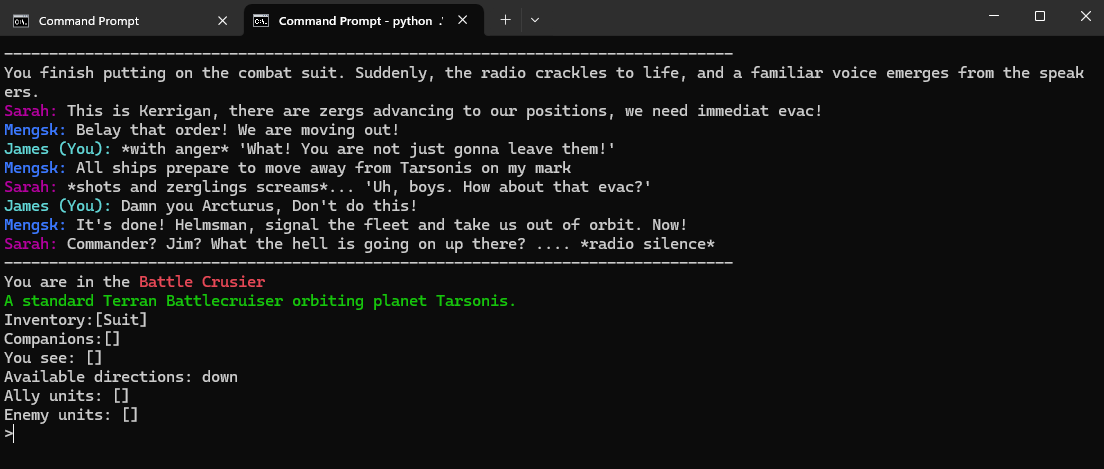 Command Prompt
Command Prompt - python .\
--------------------------------------------------------------------------------
You finish putting on the combat suit. Suddenly, the radio crackles to life, and a familiar voice emerges from the speak
ers.
Sarah: This is Kerrigan, there are zergs advancing to our positions, we need immediat evac!
Mengsk: Belay that order! We are moving out!
James (You): *with anger* 'What! You are not just gonna leave them!'
Mengsk: All ships prepare to move away from Tarsonis on my mark
Sarah: *shots and zerglings screams*... 'Uh, boys. How about that evac?'
James (You): Damn you Arcturus, Don't do this!
Mengsk: It's done! Helmsman, signal the fleet and take us out of orbit. Now!
Sarah: Commander? Jim? What the hell is going on up there? .... *radio silence*
--------------------------------------------------------------------------------
You are in the Battle Crusier
A standard Terran Battlecruiser orbiting planet Tarsonis.
Inventory:[Suit]
Companions:[]
You see: []
Available directions: down
Ally units: []
Enemy units: []
>